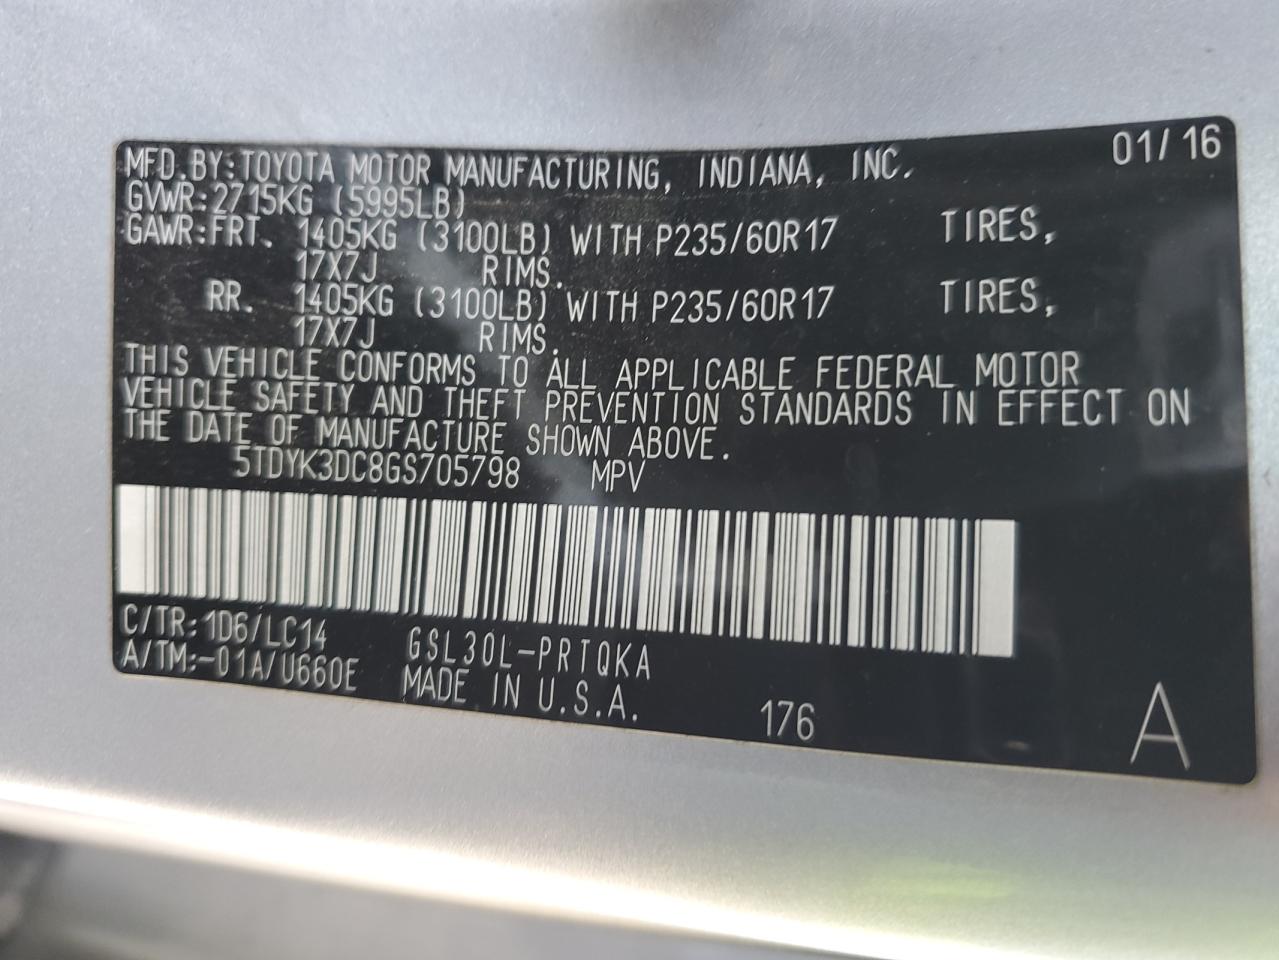 MFD.BY:TOYOTA MOTOR MANUFACTURING, INDIANA, INC. 01/16
GVWR:2715KG (5995LB)
GAWR:FRT. 1405KG (3100LB) WITH P235/60R17 TIRES,
17X7J RIMS.
RR. 1405KG (3100LB) WITH P235/60R17 TIRES,
17X7J RIMS.
THIS VEHICLE CONFORMS TO ALL APPLICABLE FEDERAL MOTOR
VEHICLE SAFETY AND THEFT PREVENTION STANDARDS IN EFFECT ON
THE DATE OF MANUFACTURE SHOWN ABOVE.
5TDYK3DC8GS705798 MPV
C/TR:1D6/LC14 GSL30L-PRTQKA
A/TM:-01A/U660E MADE IN U.S.A. 176 A